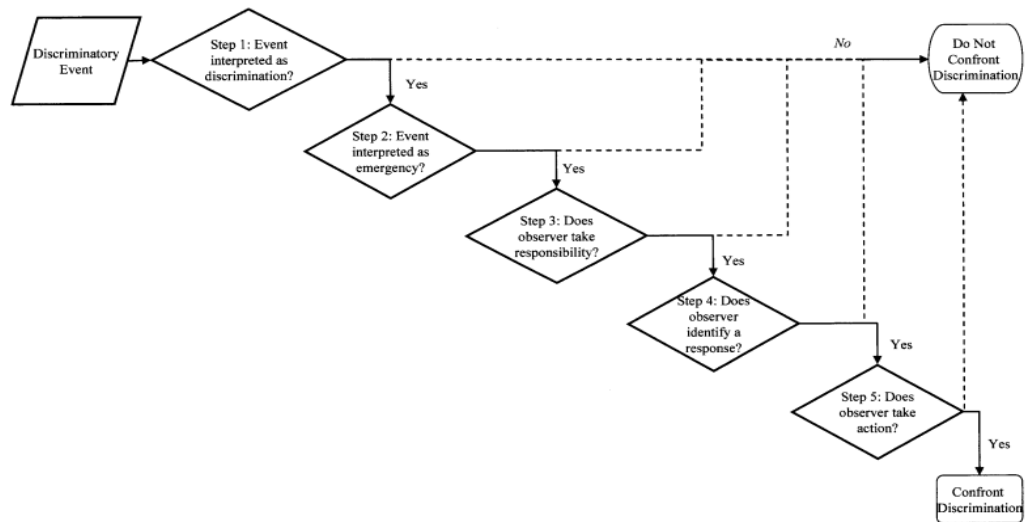 Discriminatory
Event
Step 1: Event
interpreted as
discrimination?
No
Do Not
Confront
Discrimination
Yes
Step 2: Event
interpreted as
emergency?
Yes
Step 3: Does
observer take
responsibility?
Yes
Step 4: Does
observer
identify a
response?
Yes
Step 5: Does
observer take
action?
Yes
Confront
Discrimination